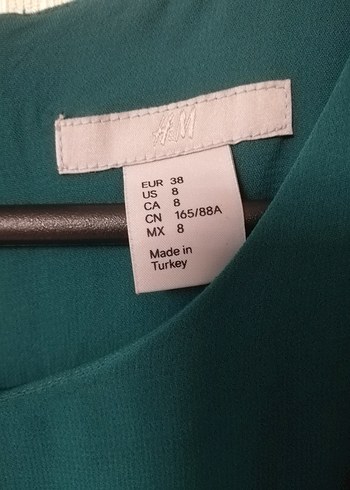 H&M
EUR 38
US 8
CA 8
CN 165/88A
MX 8
Made in
Turkey